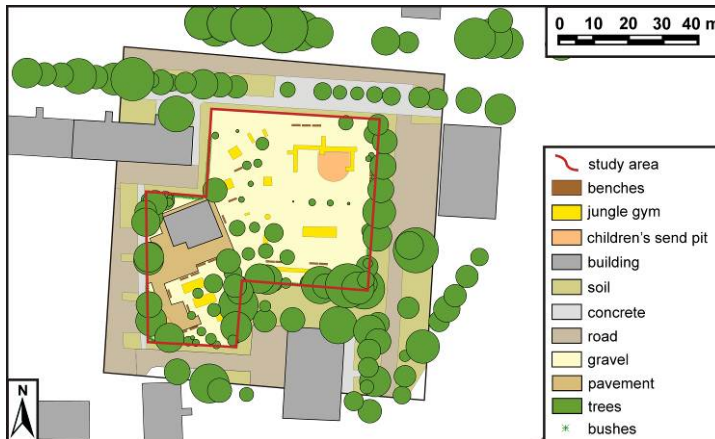 0 10 20 30 40 m
study area
benches
jungle gym
children's send pit
building
soil
concrete
road
gravel
pavement
trees
bushes
N